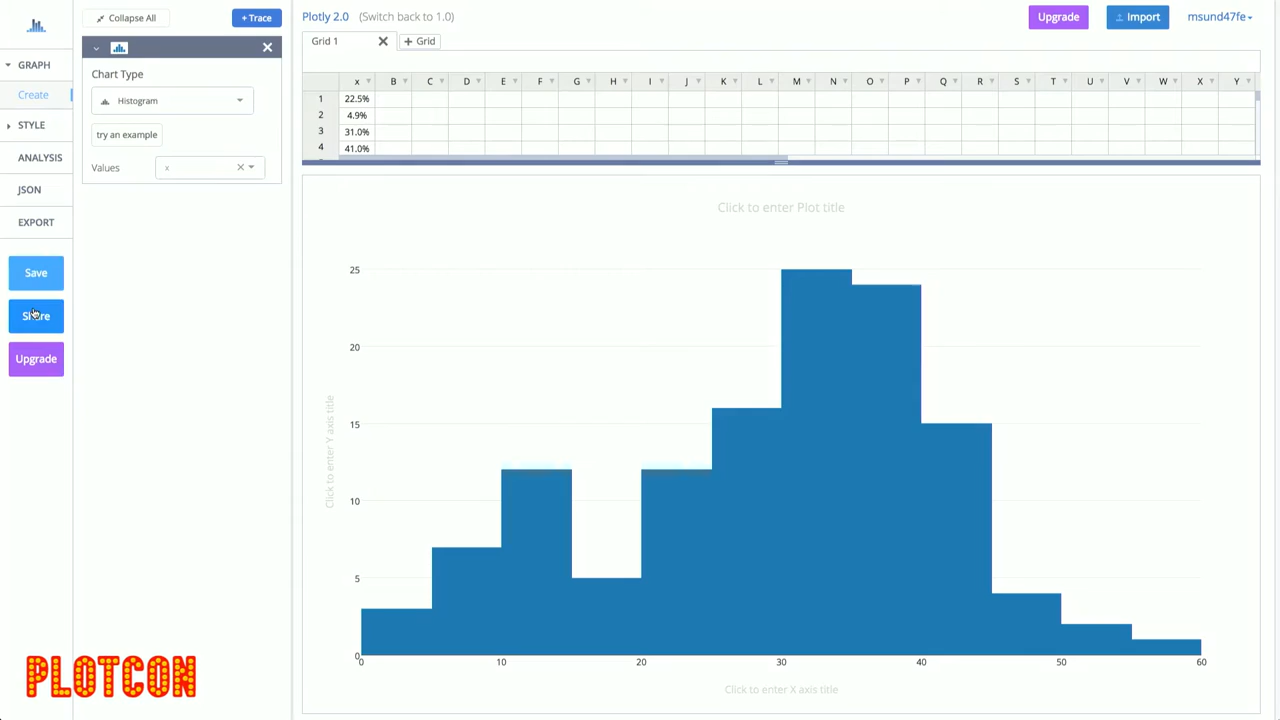 Collapse All
+ Trace
Plotly 2.0 (Switch back to 1.0)
Upgrade
Import
msund47fe
Grid 1
+ Grid
GRAPH
Create
STYLE
ANALYSIS
JSON
EXPORT
Save
Share
Upgrade
Chart Type
Histogram
try an example
Values
x
x B C D E F G H I J K L M N O P Q R S T U V W X Y
1 22.5%
2 4.9%
3 31.0%
4 41.0%
Click to enter Plot title
Click to enter Y axis title
25
20
15
10
5
0
0 10 20 30 40 50 60
Click to enter X axis title
PLOTCON